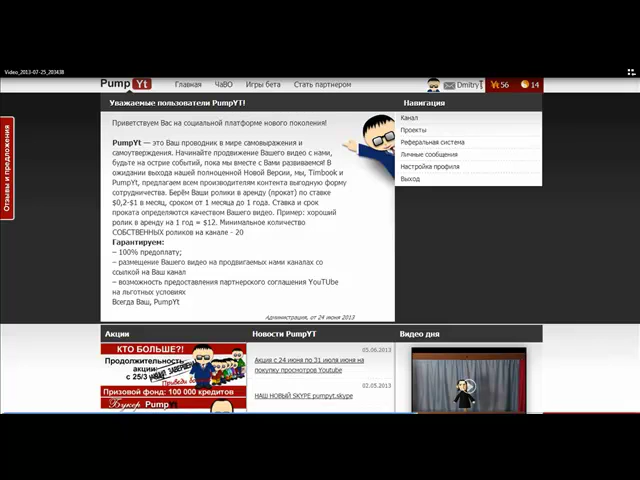 Video_2013-07-25_203438
Pump Yt
Главная ЧаВО Игры бета Стать партнером
Dmitry
56
14
Уважаемые пользователи PumpYT!
Навигация
Приветствуем Вас на социальной платформе нового поколения!
PumpYt — это Ваш проводник в мире самовыражения и
самоутверждения. Начинайте продвижение Вашего видео с нами,
будьте на острие событий, пока мы вместе с Вами развиваемся! В
ожидании выхода нашей полноценной Новой Версии, мы, Timbook и
PumpYt, предлагаем всем производителям контента выгодную форму
сотрудничества. Берём Ваши ролики в аренду (прокат) по ставке
$0,2-$1 в месяц, сроком от 1 месяца до 1 года. Ставка и срок
проката определяются качеством Вашего видео. Пример: хороший
ролик в аренду на 1 год = $12. Минимальное количество
СОБСТВЕННЫХ роликов на канале - 20
Гарантируем:
– 100% предоплату;
– размещение Вашего видео на продвигаемых нами каналах со
ссылкой на Ваш канал
– возможность предоставления партнерского соглашения YouTube
на льготных условиях
Всегда Ваш, PumpYt
Администрация, от 24 июня 2013
Канал
Проекты
Реферальная система
Личные сообщения
Настройка профиля
Выход
Отзывы и предложения
Акции
КТО БОЛЬШЕ?!
Продолжительность
акции
с 25/3
Приведи
Призовой фонд: 100 000 кредитов
Букер PumpYt
Новости PumpYT
05.06.2013
Акция с 24 июня по 31 июля июня на
покупку просмотров Youtube
02.05.2013
НАШ НОВЫЙ SKYPE pumpyt.skype
Видео дня